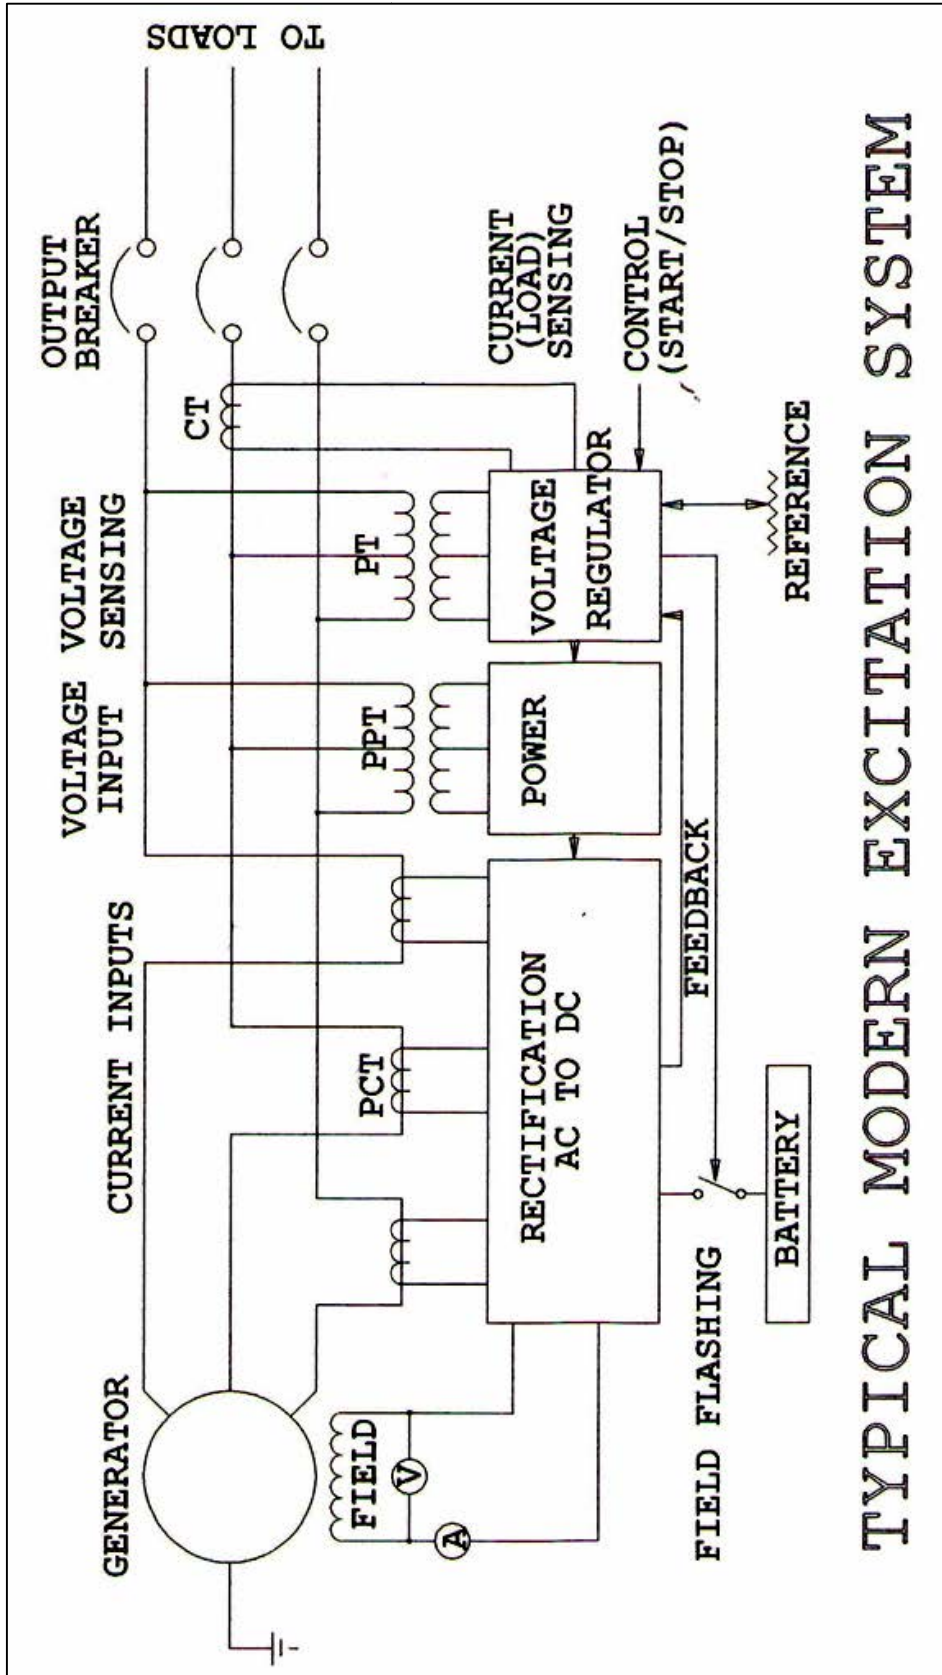 TO LOADS
OUTPUT
BREAKER
CT
CURRENT
(LOAD)
SENSING
CONTROL
(START/STOP)
VOLTAGE
SENSING
PT
VOLTAGE
REGULATOR
REFERENCE
VOLTAGE
INPUT
PPT
POWER
CURRENT INPUTS
PCT
RECTIFICATION
AC TO DC
FEEDBACK
GENERATOR
FIELD
V
A
FIELD FLASHING
BATTERY
TYPICAL MODERN EXCITATION SYSTEM